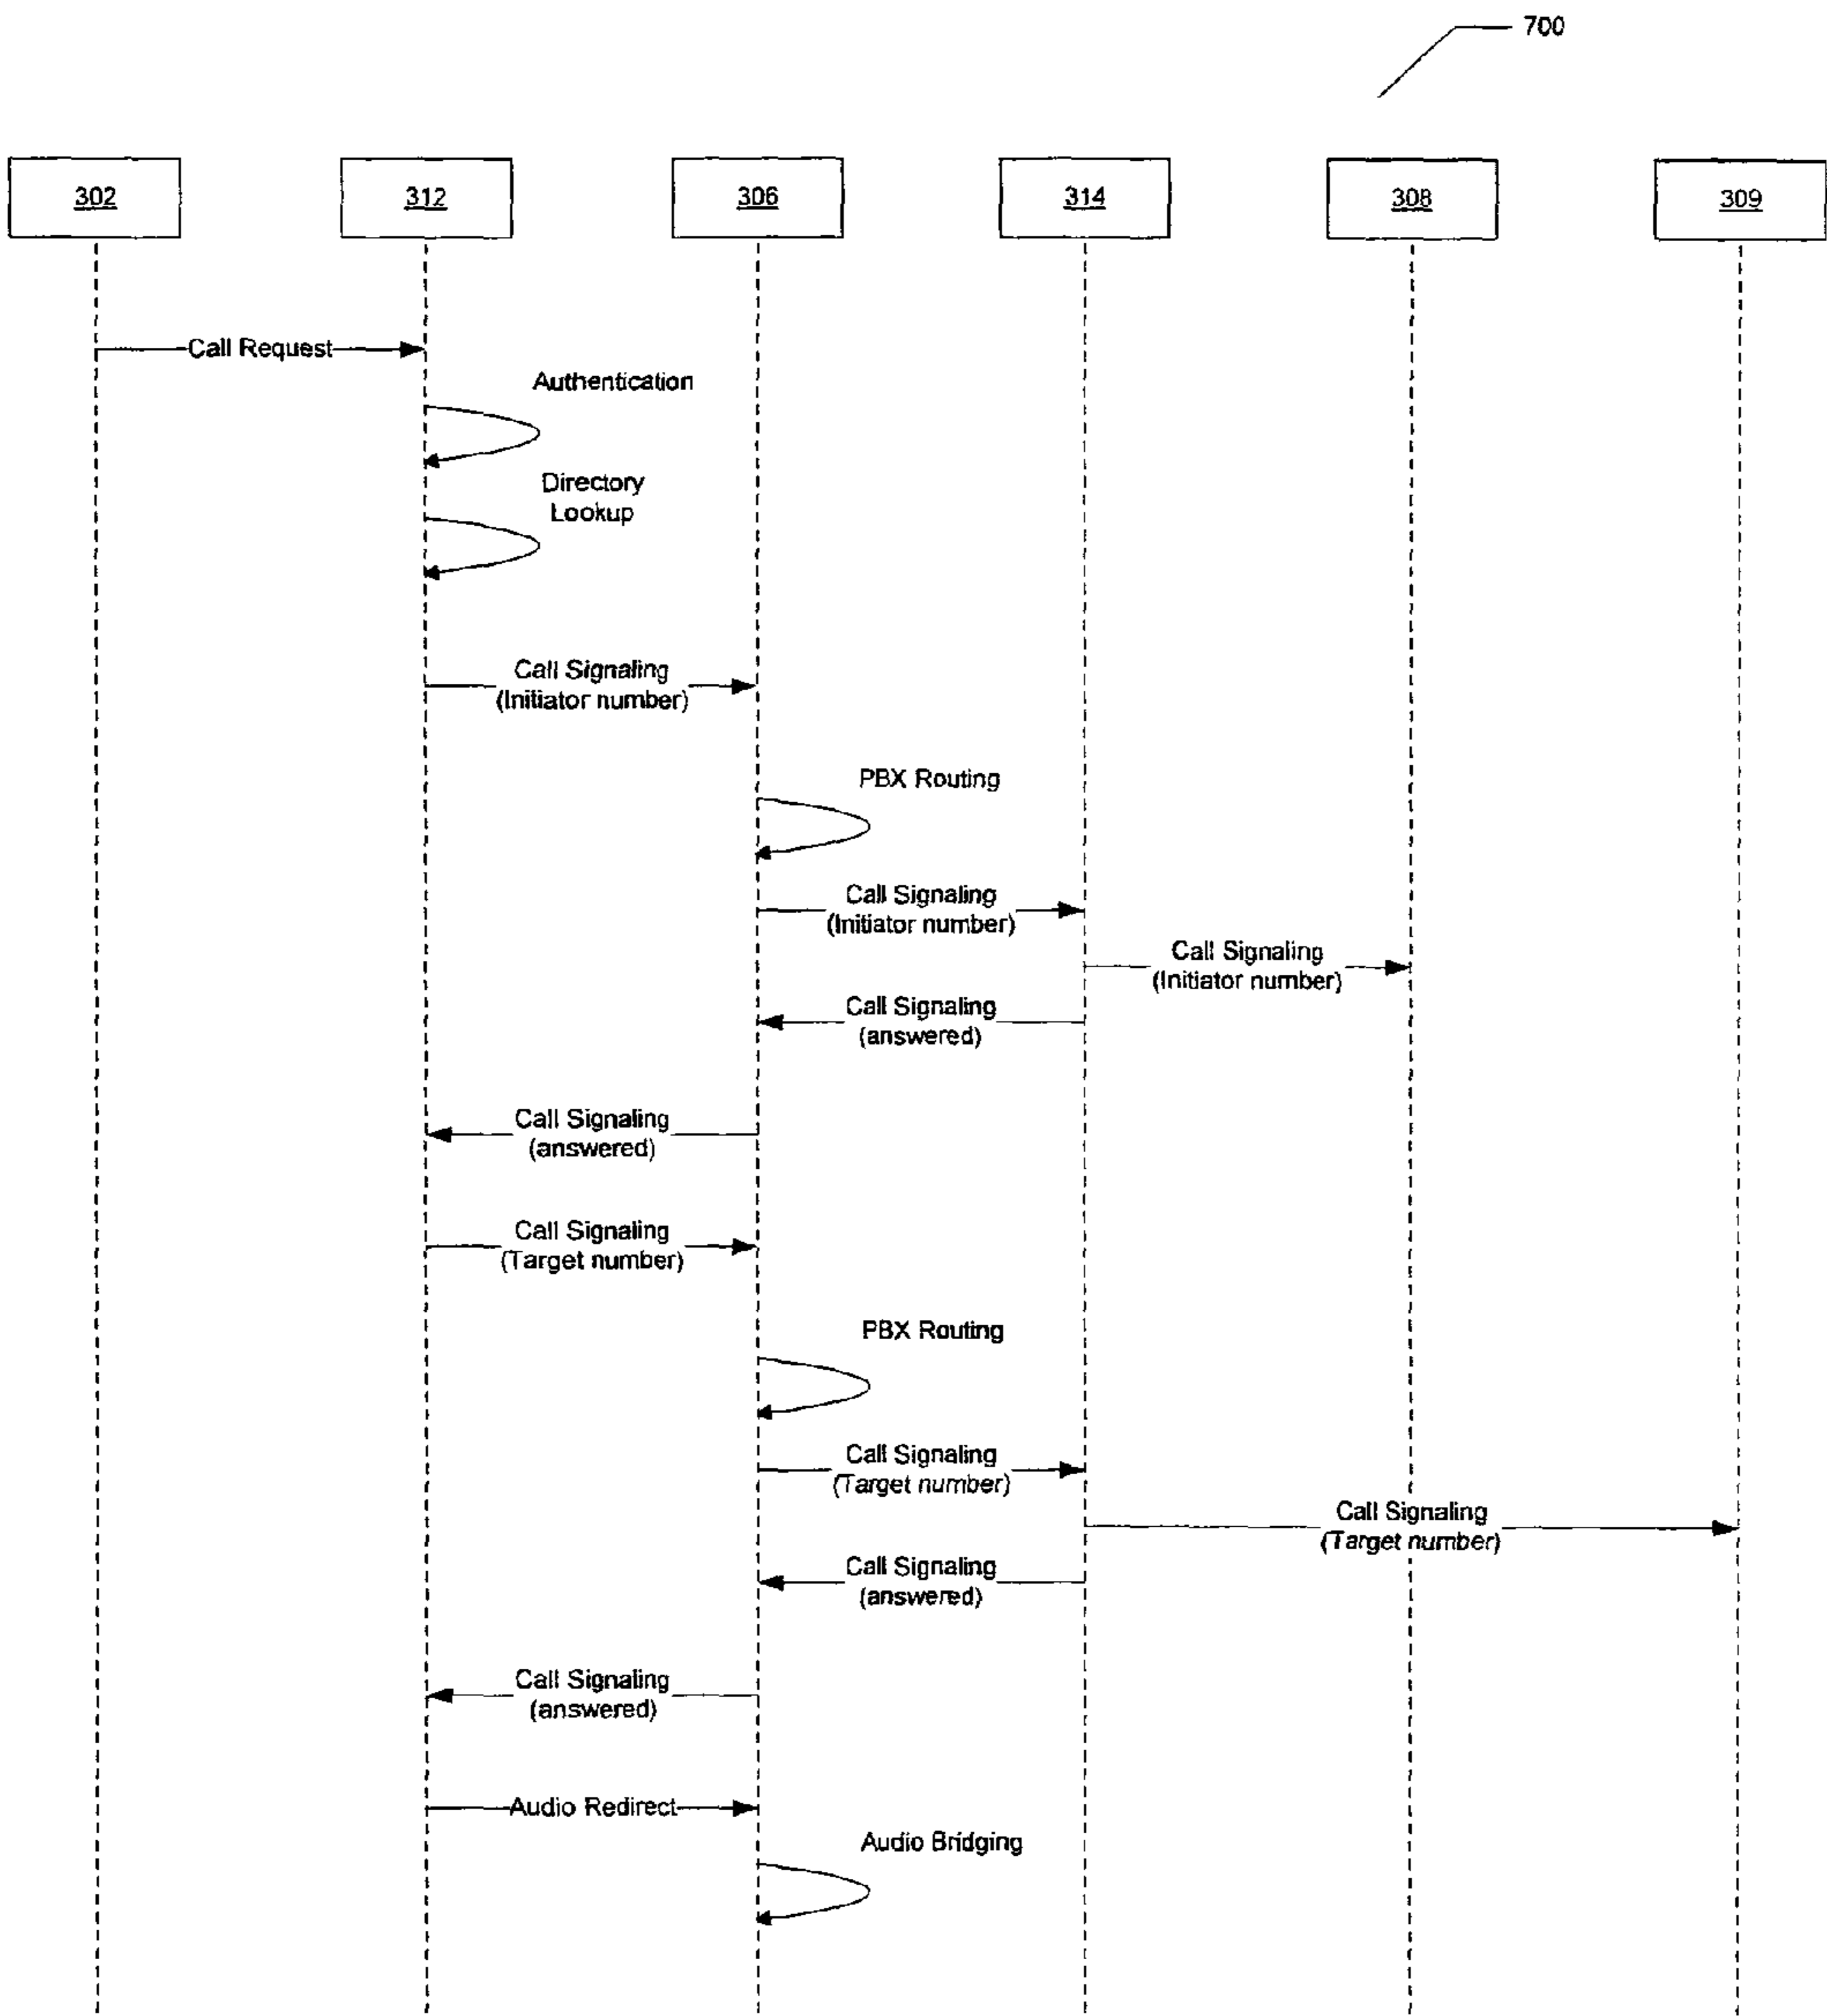 700
302
312
306
314
308
309
Call Request
Authentication
Directory
Lookup
Call Signaling
(Initiator number)
PBX Routing
Call Signaling
(Initiator number)
Call Signaling
(Initiator number)
Call Signaling
(answered)
Call Signaling
(answered)
Call Signaling
(Target number)
PBX Routing
Call Signaling
(Target number)
Call Signaling
(Target number)
Call Signaling
(answered)
Call Signaling
(answered)
Audio Redirect
Audio Bridging